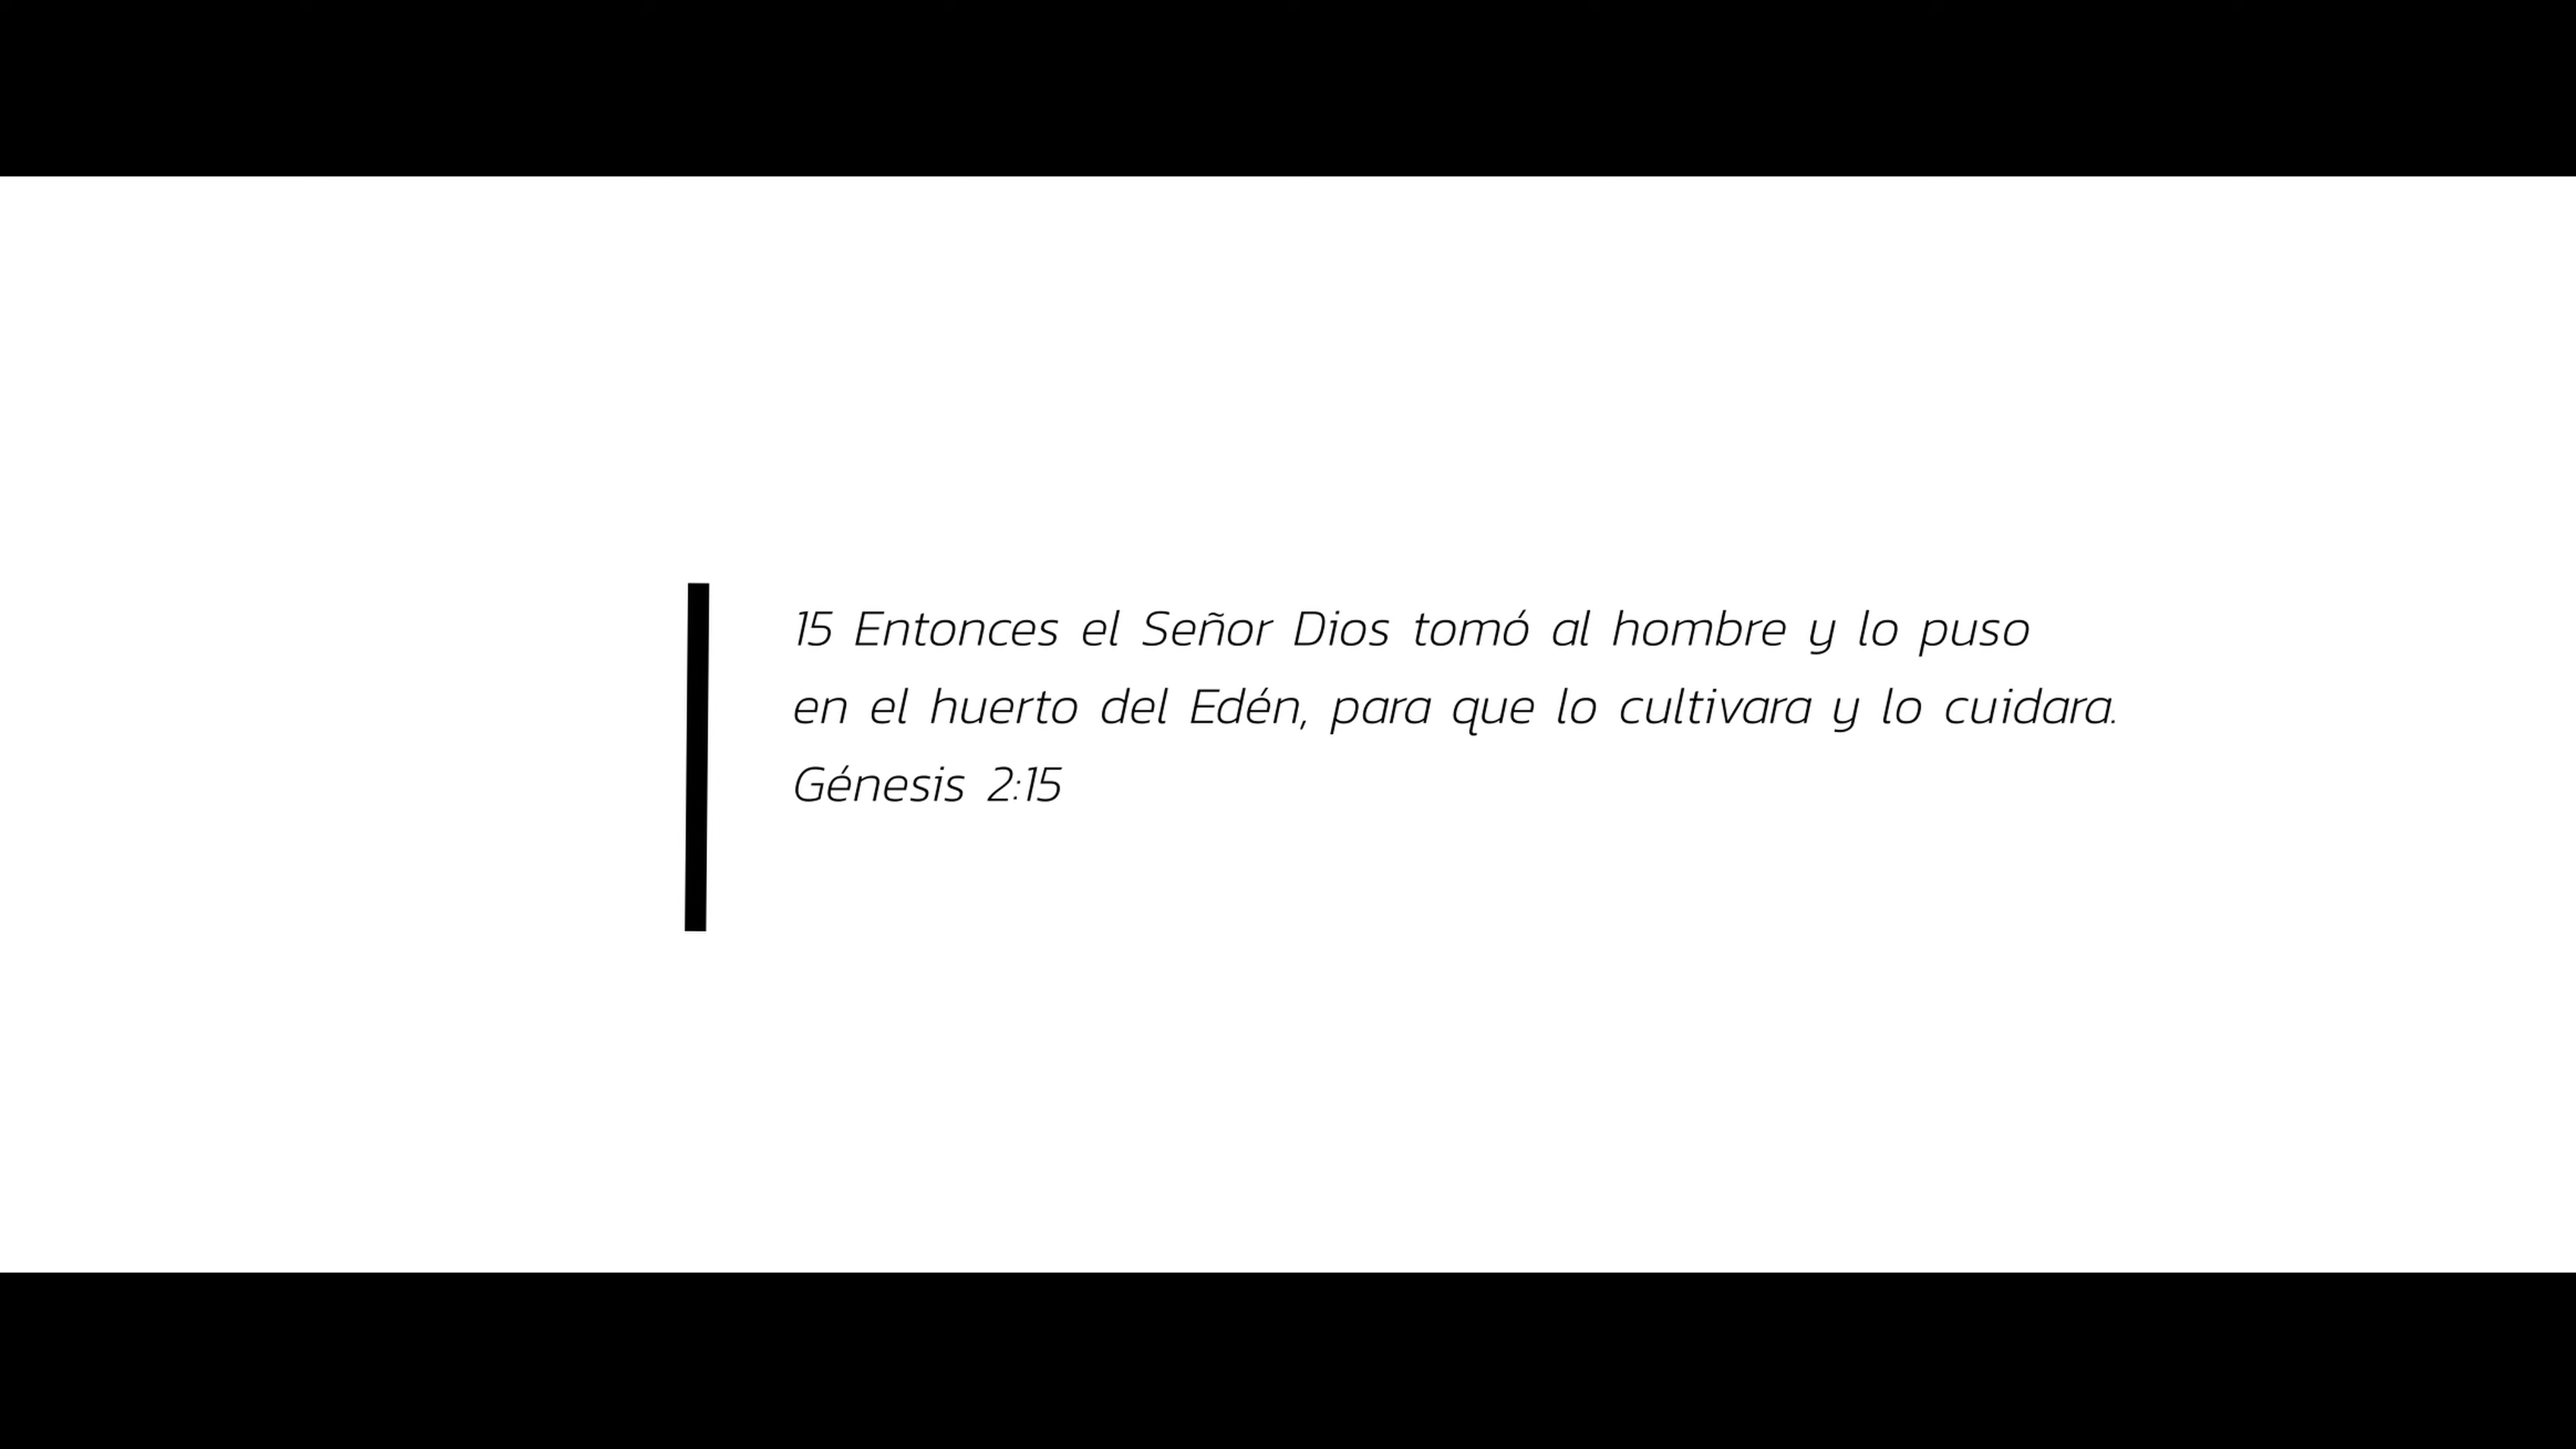 15 Entonces el Señor Dios tomó al hombre y lo puso
en el huerto del Edén, para que lo cultivara y lo cuidara.
Génesis 2:15